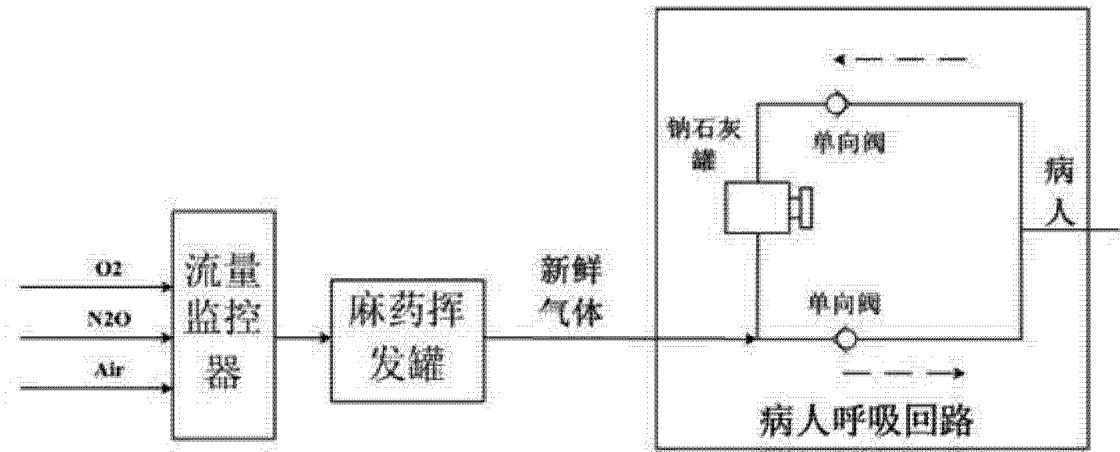 O2
N2O
Air
流量
监控
器
麻药挥
发罐
新鲜
气体
钠石灰
罐
单向阀
病
人
单向阀
病人呼吸回路